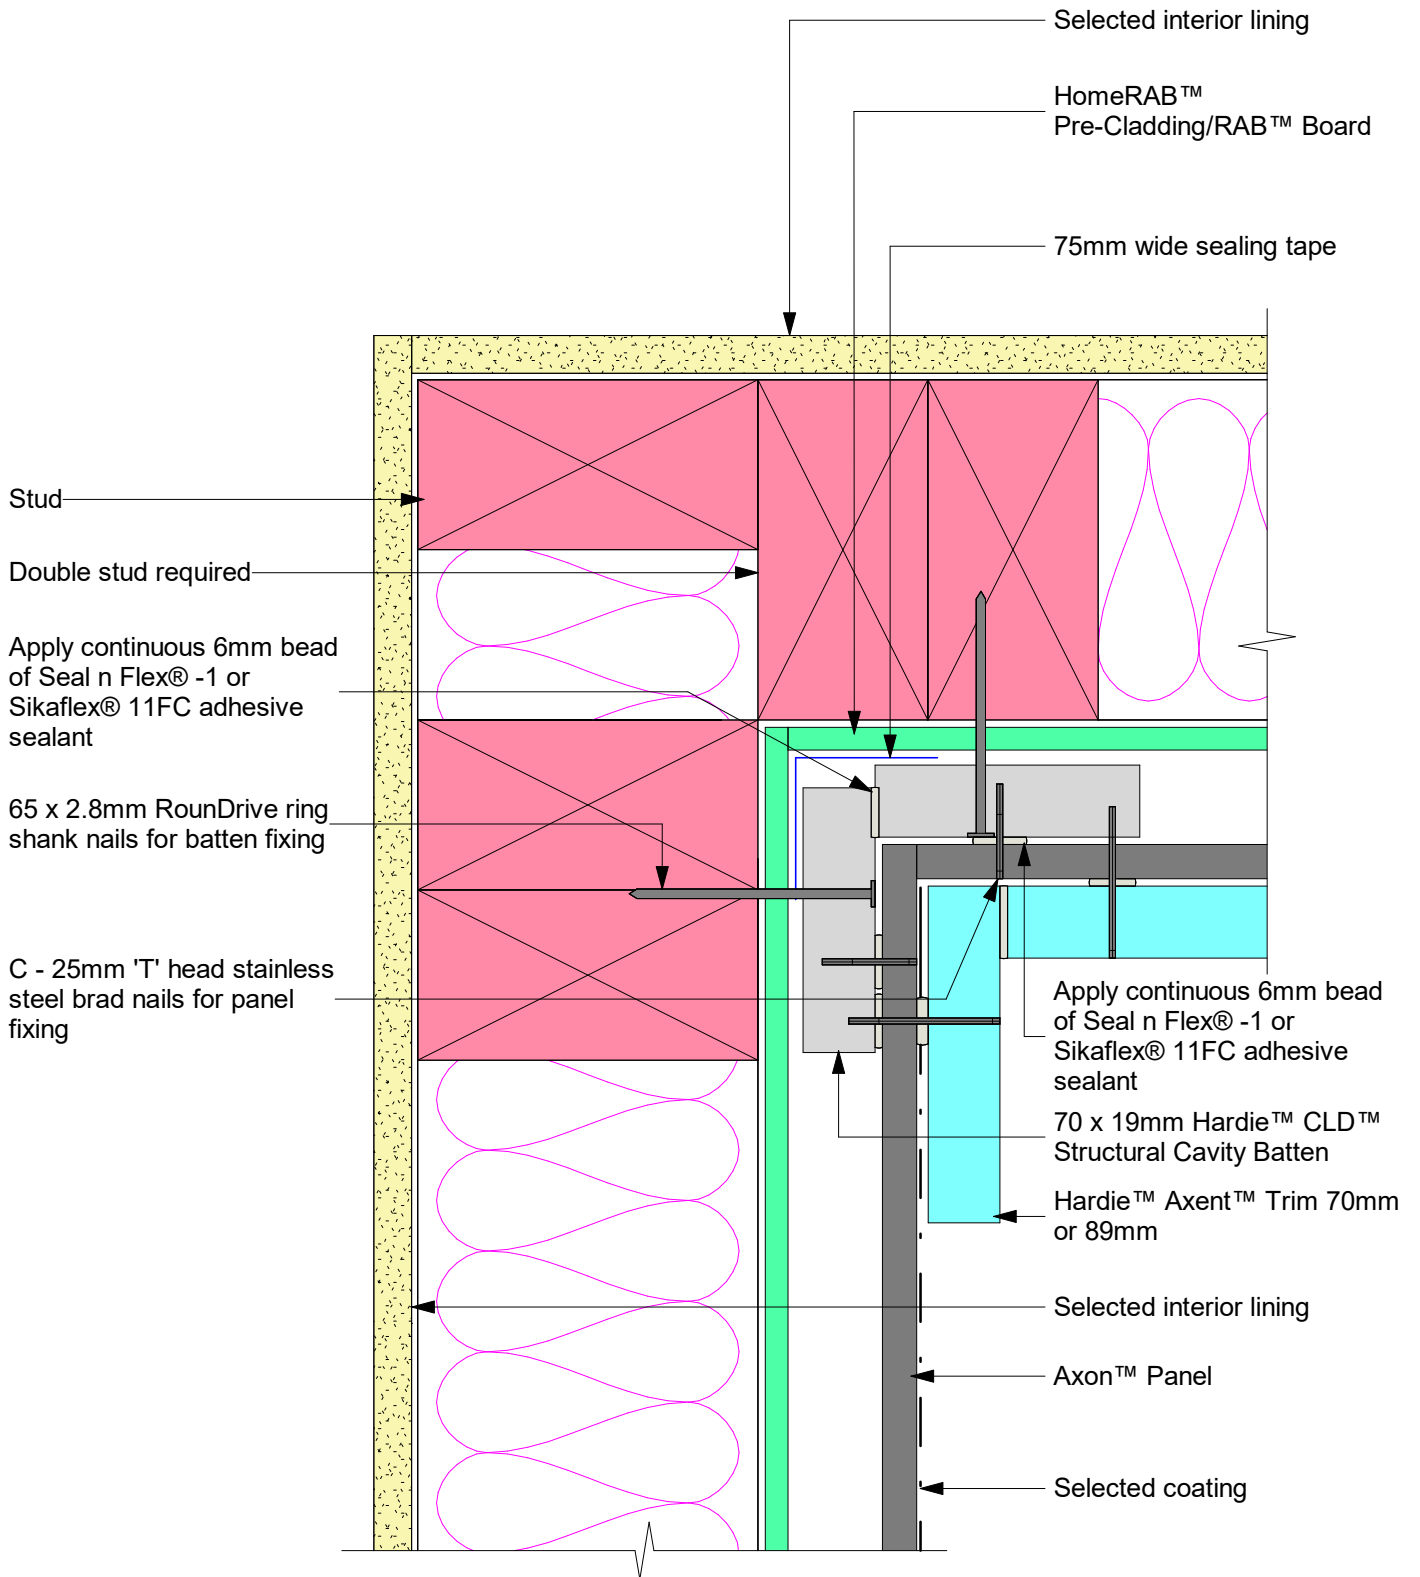 Selected interior lining
HomeRAB™
Pre-Cladding/RAB™ Board
75mm wide sealing tape
Stud
Double stud required
Apply continuous 6mm bead
of Seal n Flex® -1 or
Sikaflex® 11FC adhesive
sealant
65 x 2.8mm RounDrive ring
shank nails for batten fixing
C - 25mm 'T' head stainless
steel brad nails for panel
fixing
Apply continuous 6mm bead
of Seal n Flex® -1 or
Sikaflex® 11FC adhesive
sealant
70 x 19mm Hardie™ CLD™
Structural Cavity Batten
Hardie™ Axent™ Trim 70mm
or 89mm
Selected interior lining
Axon™ Panel
Selected coating